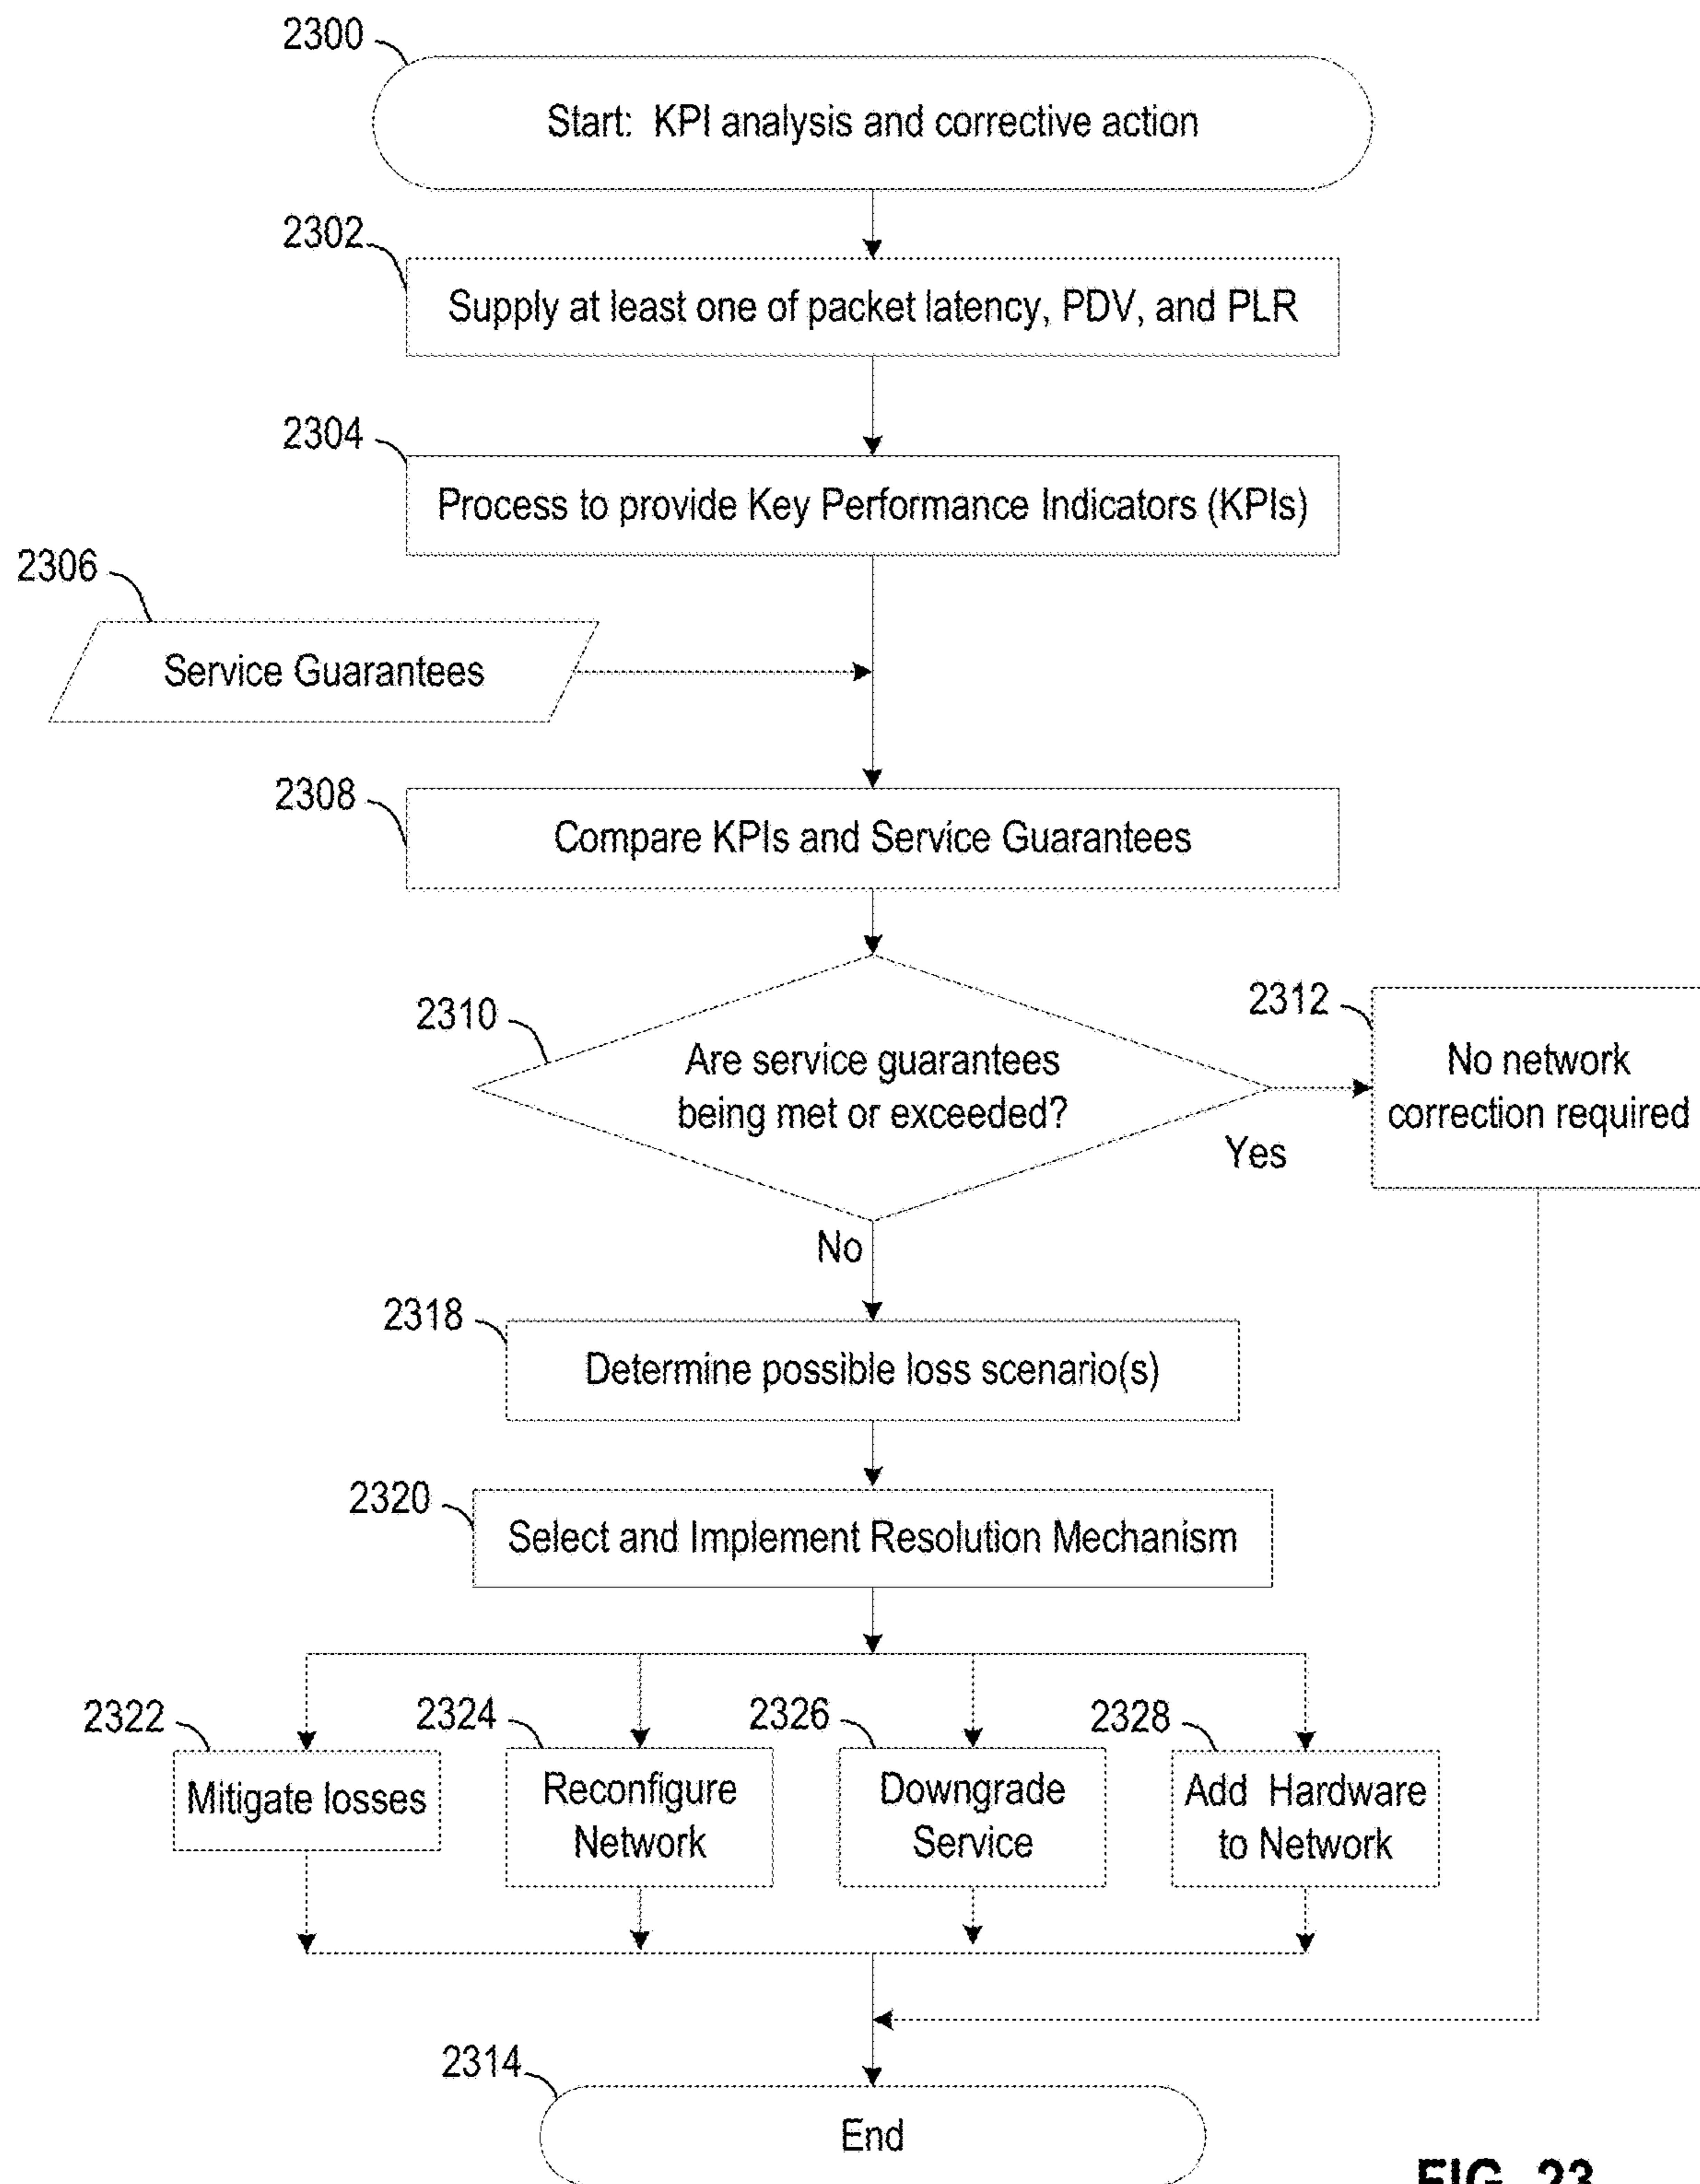 2300
Start: KPI analysis and corrective action
2302
Supply at least one of packet latency, PDV, and PLR
2304
Process to provide Key Performance Indicators (KPIs)
2306
Service Guarantees
2308
Compare KPIs and Service Guarantees
2310
Are service guarantees
being met or exceeded?
2312
No network
correction required
Yes
No
2318
Determine possible loss scenario(s)
2320
Select and Implement Resolution Mechanism
2322
Mitigate losses
2324
Reconfigure
Network
2326
Downgrade
Service
2328
Add Hardware
to Network
2314
End
FIG. 23